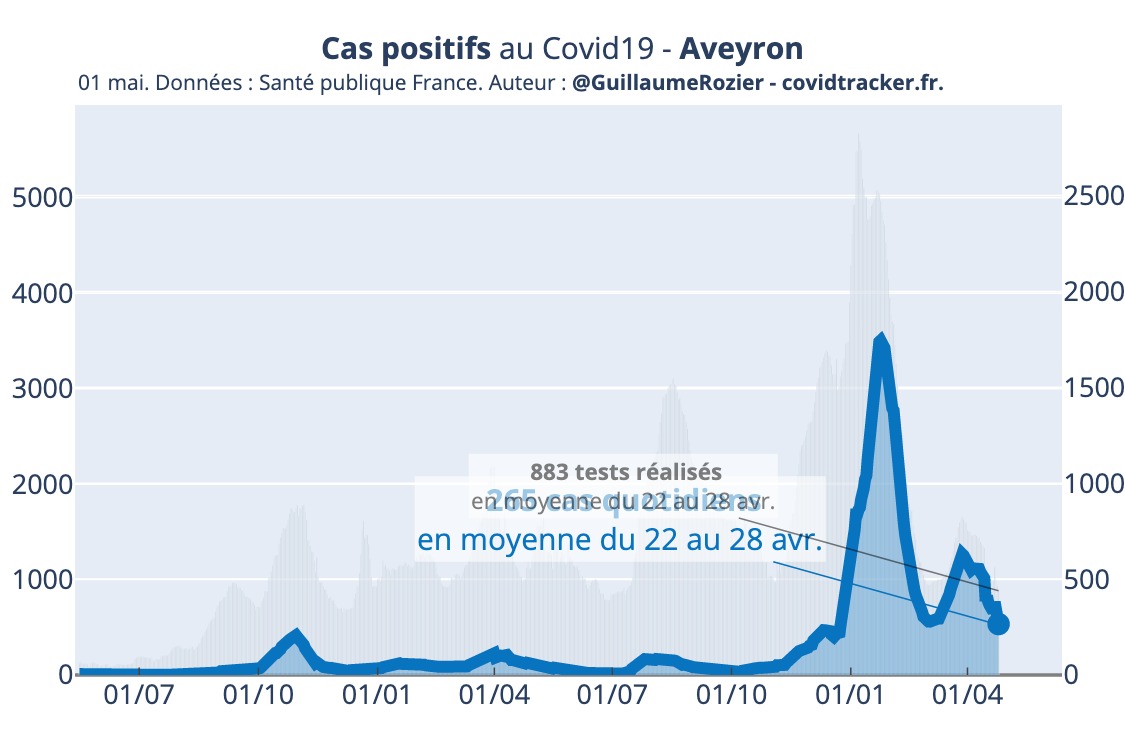 Cas positifs au Covid19 - Aveyron
01 mai. Données : Santé publique France. Auteur : @GuillaumeRozier - covidtracker.fr.
5000
4000
3000
2000
1000
0
2500
2000
1500
1000
500
0
883 tests réalisés
en moyenne du 22 au 28 avr.
265 cas quotidiens
en moyenne du 22 au 28 avr.
01/07 01/10 01/01 01/04 01/07 01/10 01/01 01/04